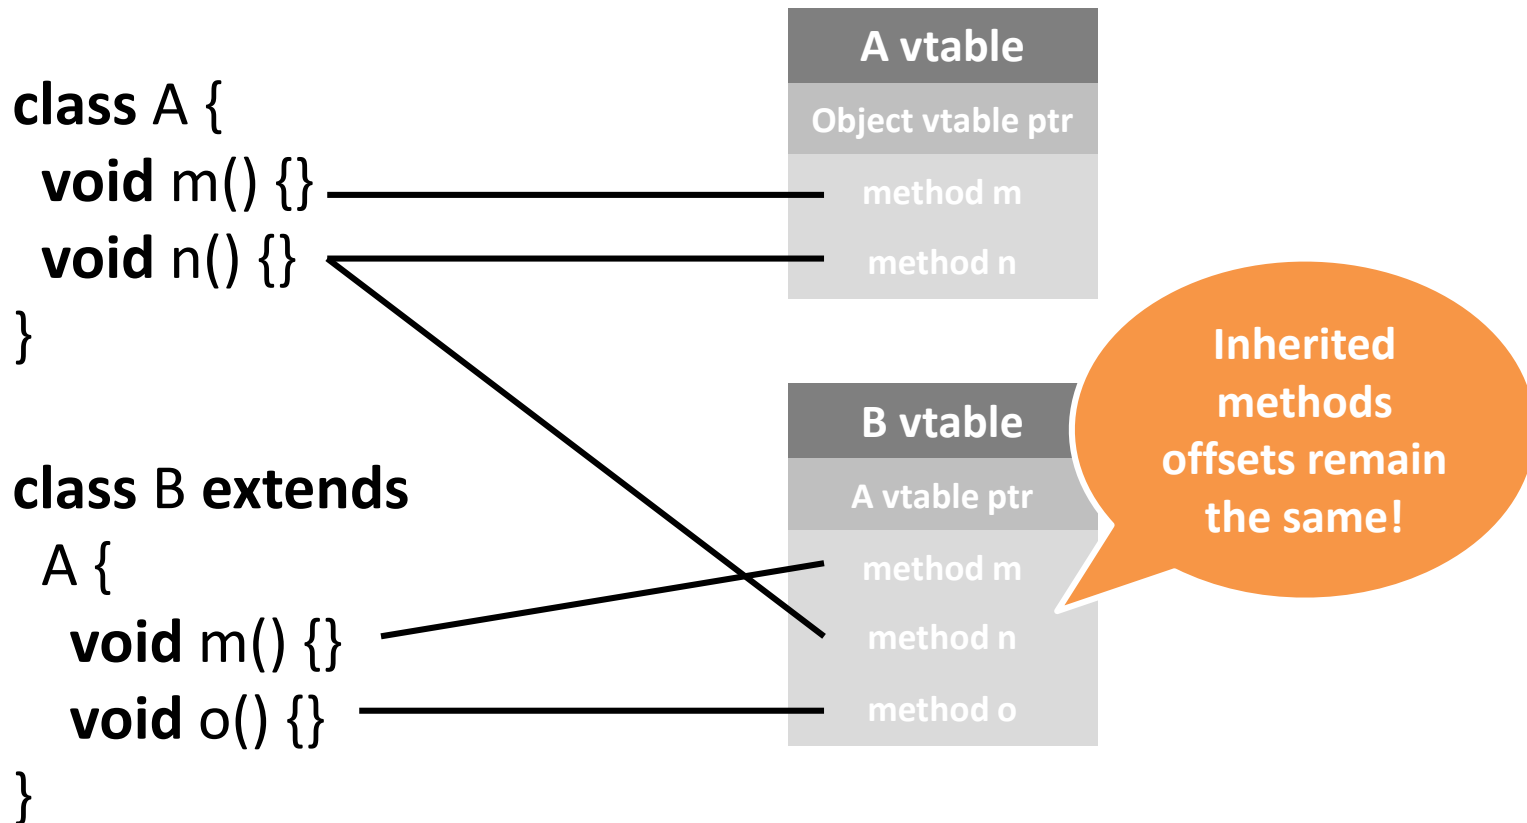 class A {
void m() {}
void n() {}
}
class B extends
A {
void m() {}
void o() {}
}
A vtable
Object vtable ptr
method m
method n
B vtable
A vtable ptr
method m
method n
method o
Inherited
methods
offsets remain
the same!